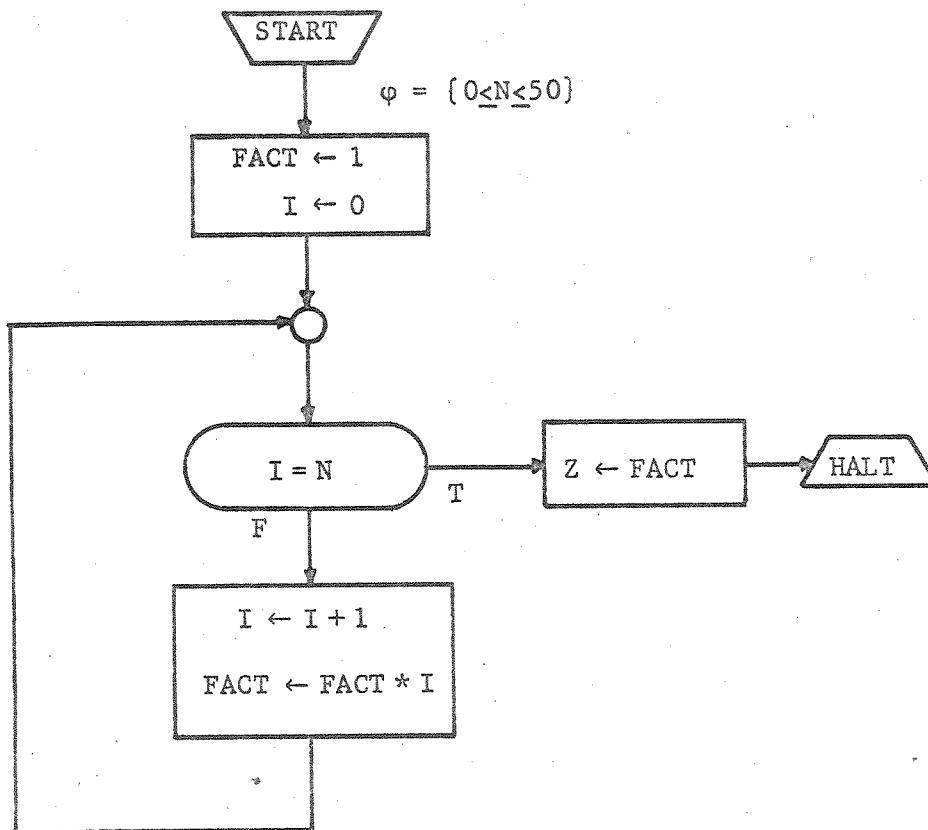 START
φ = {0≤N≤50}
FACT ← 1
I ← 0
I = N
T
Z ← FACT
HALT
F
I ← I + 1
FACT ← FACT * I